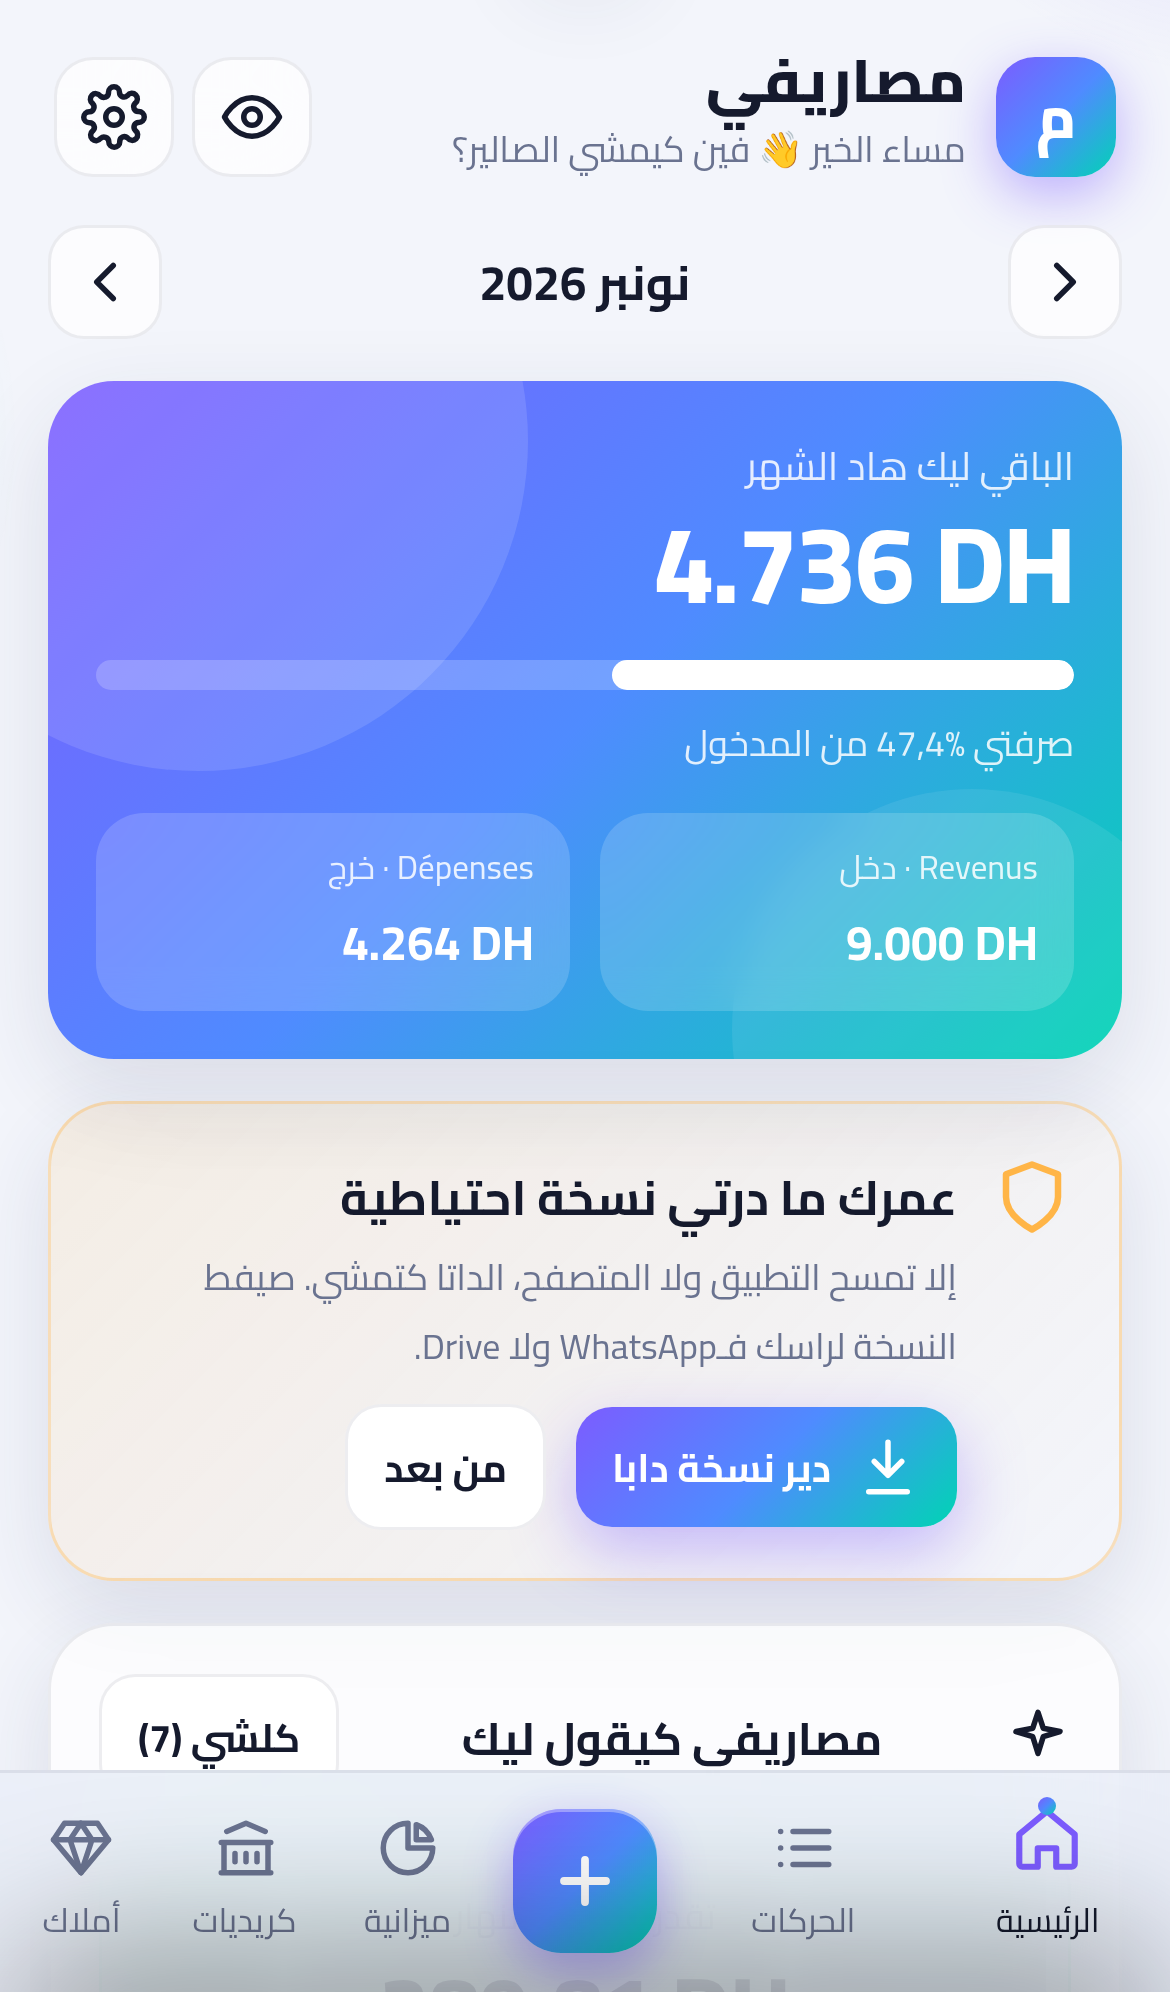 م
مصاريفي
مساء الخير 👋 فين كيمشي الصالير؟
نونبر 2026
الباقي ليك هاد الشهر
4.736 DH
صرفتي 47,4% من المدخول
Revenus · دخل
9.000 DH
Dépenses · خرج
4.264 DH
عمرك ما درتي نسخة احتياطية
إلا تمسح التطبيق ولا المتصفح، الداتا كتمشي. صيفط
النسخة لراسك فـWhatsApp ولا Drive.
دير نسخة دابا
من بعد
مصاريفي كيقول ليك
كلشي (7)
الرئيسية
الحركات
ميزانية
كريديات
أملاك